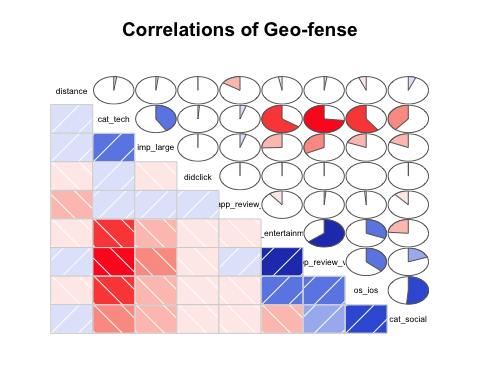 Correlations of Geo-fense
distance
cat_tech
imp_large
didclick
app_review_
_entertainm
p_review_v
os_ios
cat_social